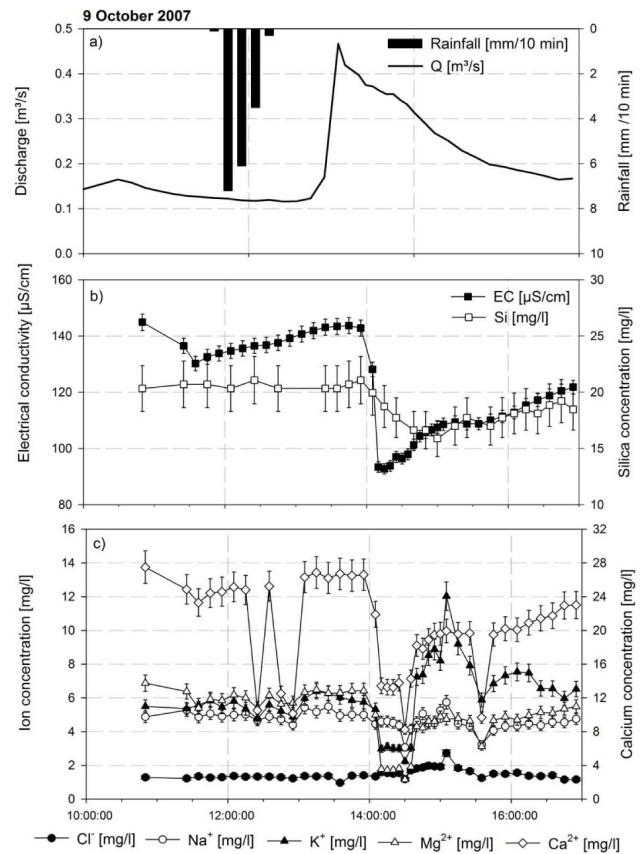 9 October 2007
a)
Rainfall [mm/10 min]
Q [m³/s]
Discharge [m³/s]
0.5
0.4
0.3
0.2
0.1
0.0
Rainfall [mm /10 min]
0
2
4
6
8
10
b)
EC [µS/cm]
Si [mg/l]
Electrical conductivity [µS/cm]
160
140
120
100
80
Silica concentration [mg/l]
30
25
20
15
10
c)
Ion concentration [mg/l]
16
14
12
10
8
6
4
2
0
Calcium concentration [mg/l]
32
28
24
20
16
12
8
4
0
10:00:00 12:00:00 14:00:00 16:00:00
Cl⁻ [mg/l] Na⁺ [mg/l] K⁺ [mg/l] Mg²⁺ [mg/l] Ca²⁺ [mg/l]